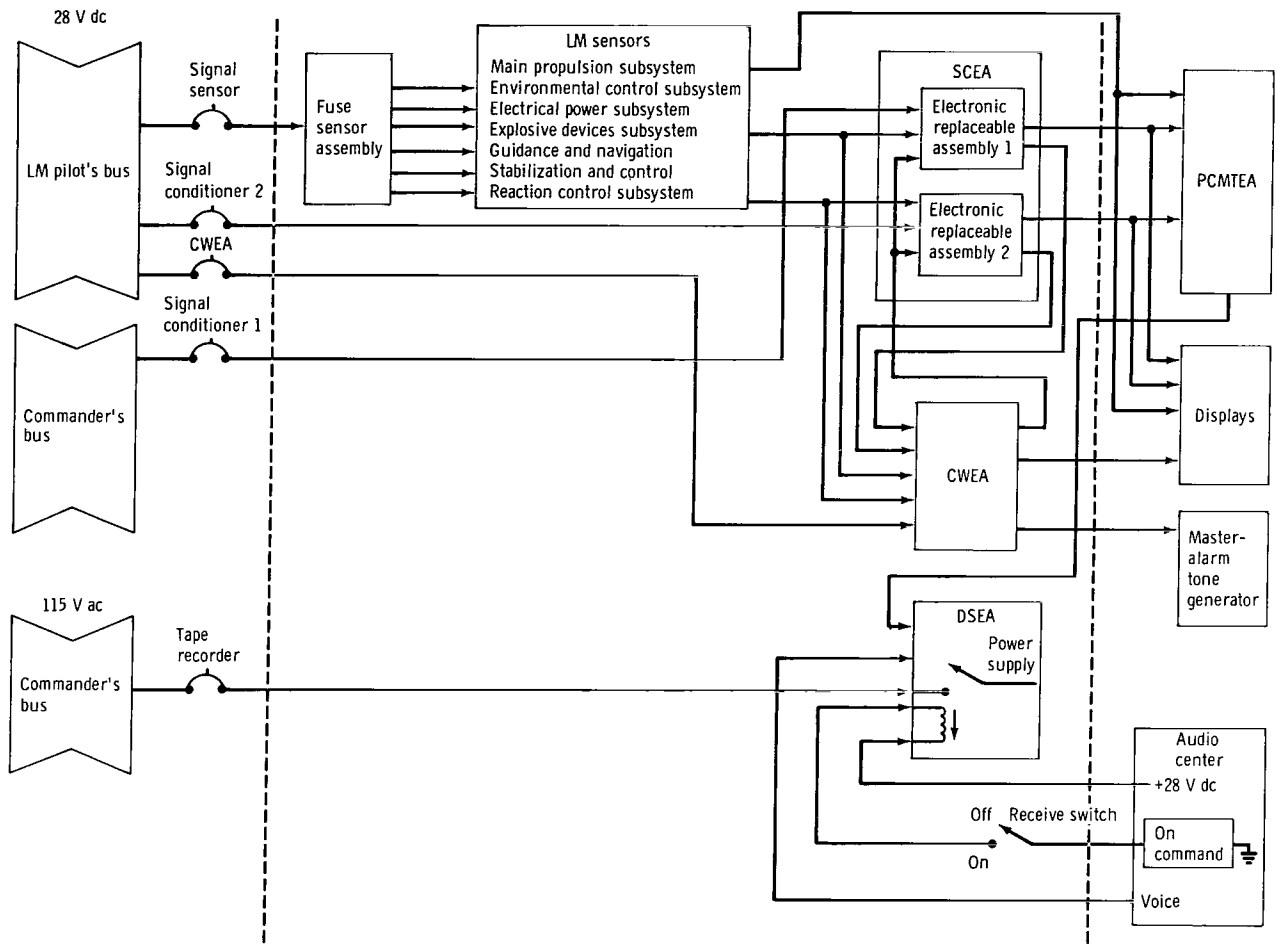 28 V dc
LM pilot's bus
Signal
sensor
Signal
conditioner 2
CWEA
Signal
conditioner 1
Commander's
bus
Fuse
sensor
assembly
LM sensors
Main propulsion subsystem
Environmental control subsystem
Electrical power subsystem
Explosive devices subsystem
Guidance and navigation
Stabilization and control
Reaction control subsystem
SCEA
Electronic
replaceable
assembly 1
Electronic
replaceable
assembly 2
PCMTEA
Displays
CWEA
Master-
alarm
tone
generator
115 V ac
Commander's
bus
Tape
recorder
DSEA
Power
supply
Audio
center
+28 V dc
Off
Receive switch
On
On
command
Voice